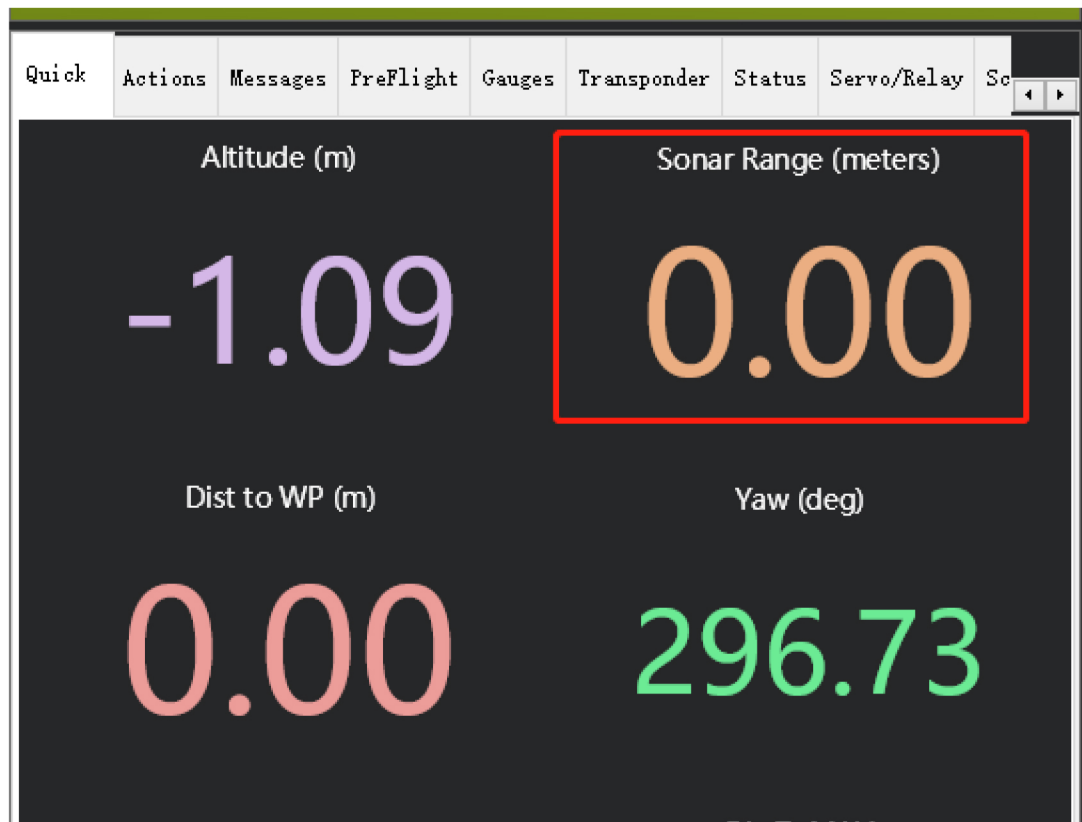 Quick Actions Messages PreFlight Gauges Transponder Status Servo/Relay Sc
Altitude (m) Sonar Range (meters)
-1.09 0.00
Dist to WP (m) Yaw (deg)
0.00 296.73